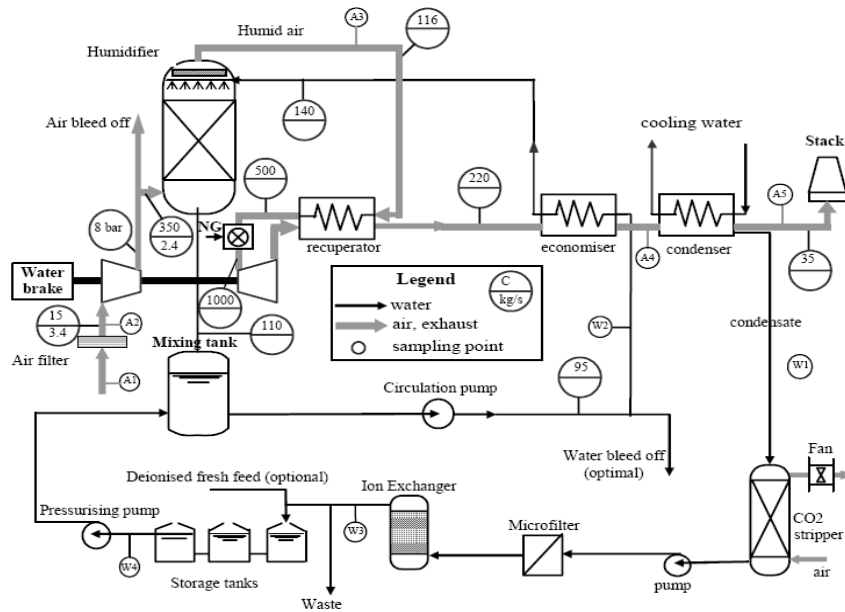 A3
116
Humidifier
Humid air
140
Air bleed off
cooling water
Stack
500
220
A5
8 bar
350
2.4
NG
recuperator
economiser
A4
condenser
35
Water
brake
1000
Legend
C
kg/s
water
air, exhaust
sampling point
15
3.4
A2
W2
condensate
Mixing tank
110
Air filter
A1
W1
Circulation pump
95
Fan
Water bleed off
(optimal)
Deionised fresh feed (optional)
Ion Exchanger
Pressurising pump
Microfilter
CO2
stripper
W3
W4
Storage tanks
pump
air
Waste